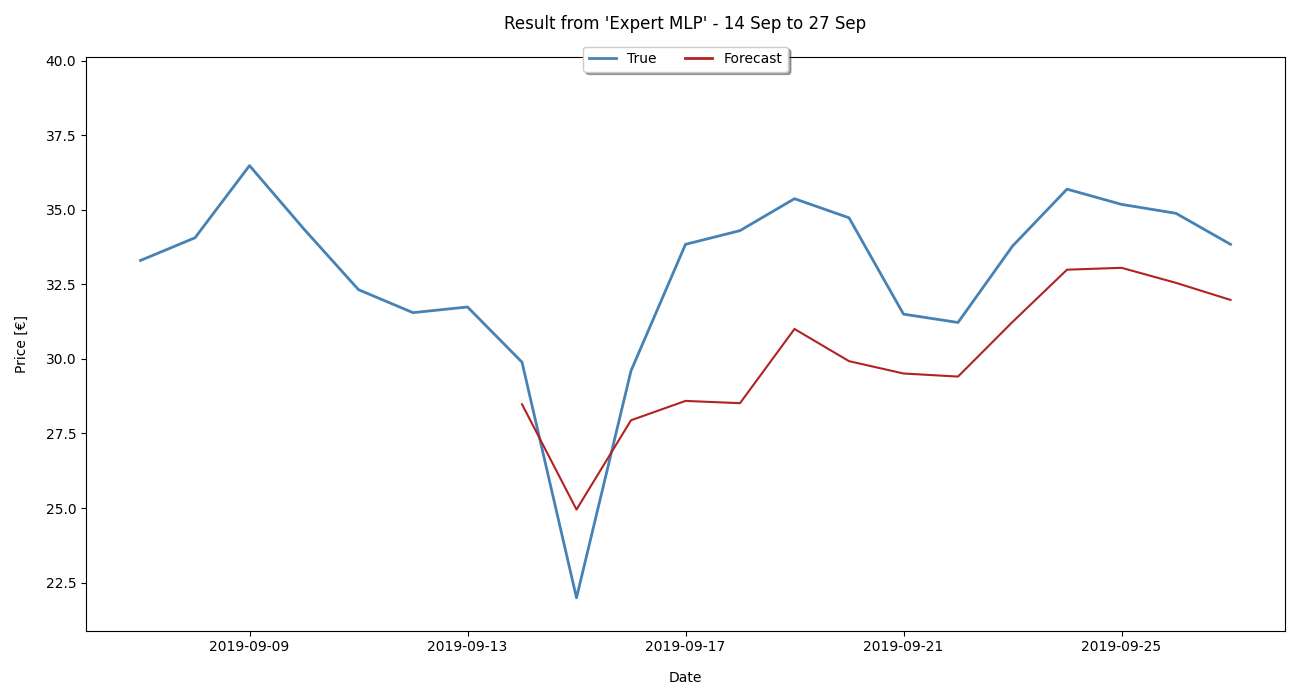 Result from 'Expert MLP' - 14 Sep to 27 Sep
True Forecast
40.0
37.5
35.0
32.5
30.0
27.5
25.0
22.5
Price [€]
2019-09-09 2019-09-13 2019-09-17 2019-09-21 2019-09-25
Date